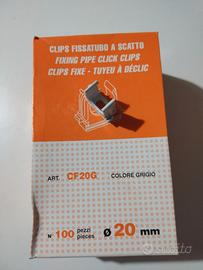 CLIPS FISSATUBO A SCATTO
FIXING PIPE CLICK CLIPS
CLIPS FIXE - TUYEU À DÉCLIC
ART. CF20G COLORE GRIGIO
N° 100 pezzi pieces Ø 20 mm
subito